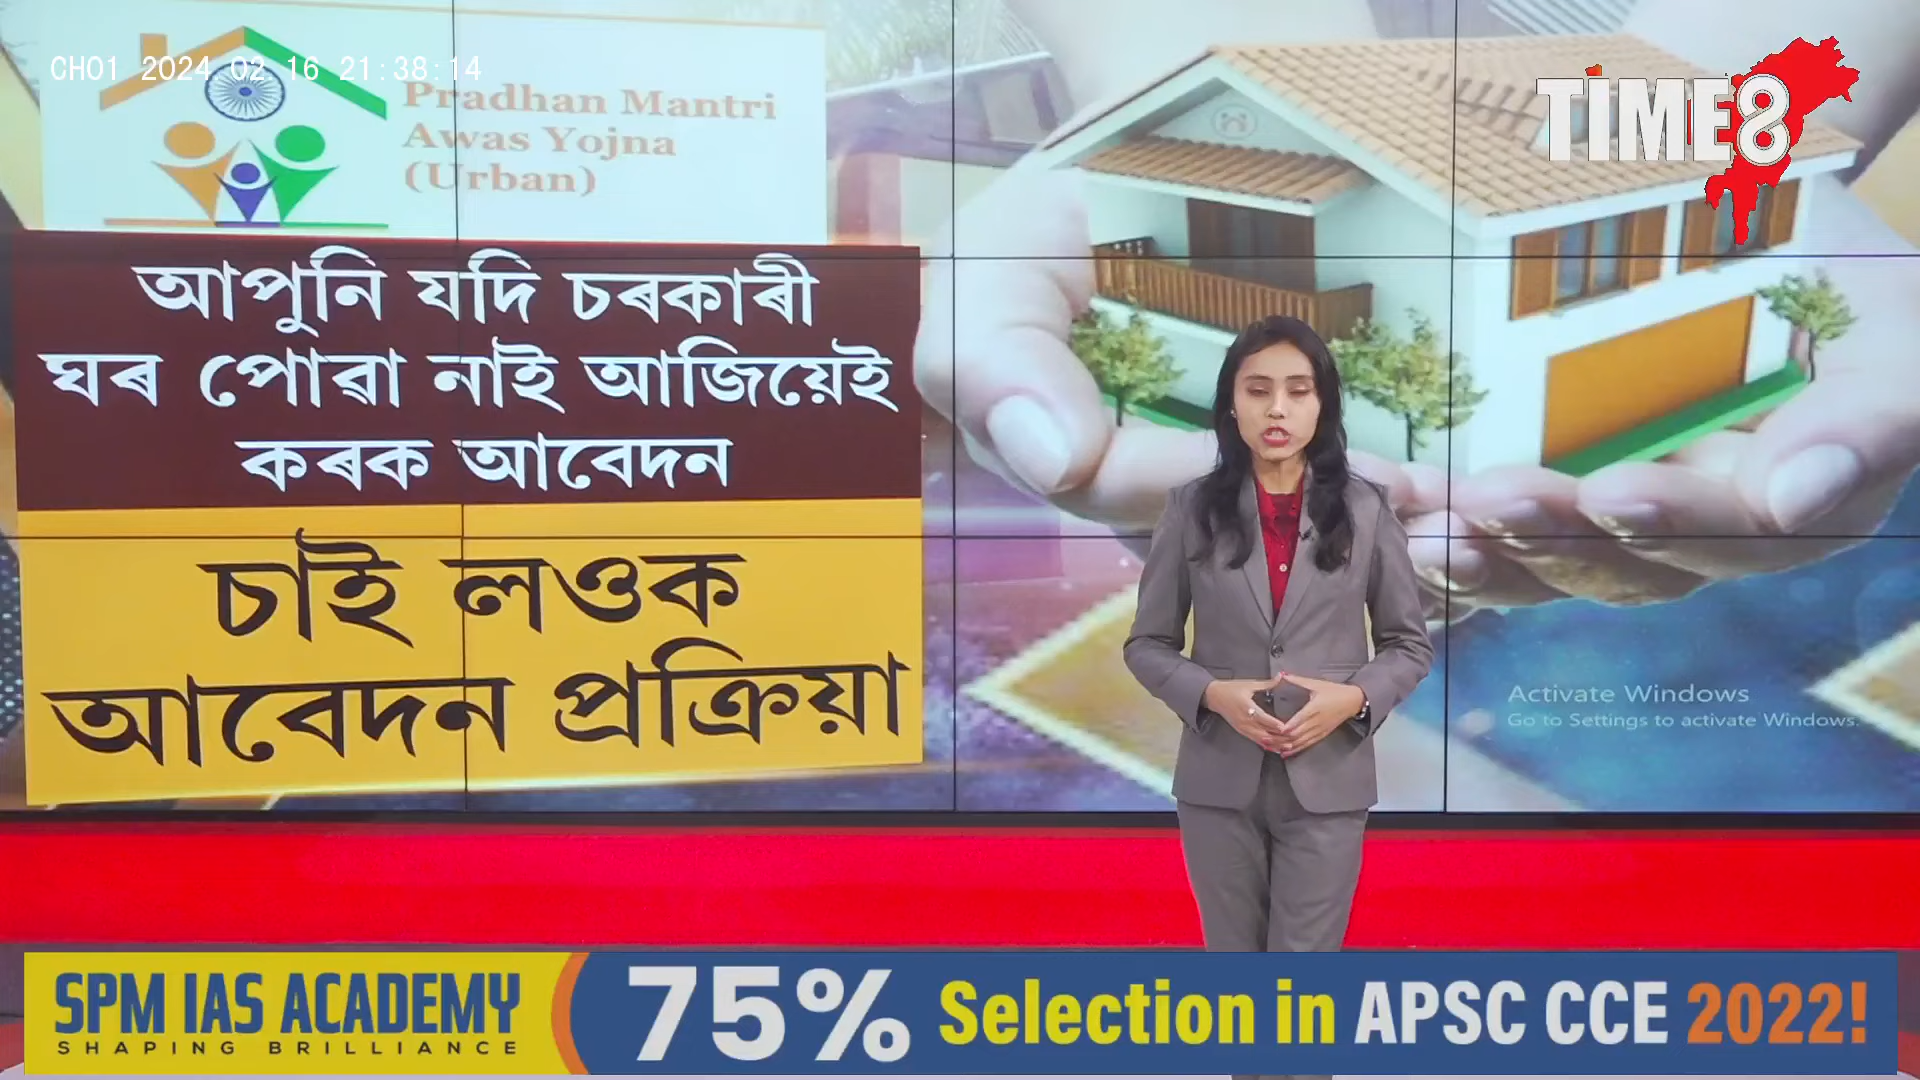 CH01 2024.02.16 21:38:14
Pradhan Mantri
Awas Yojna
(Urban)
TIME8
আপুনি যদি চৰকাৰী
ঘৰ পোৱা নাই আজিয়েই
কৰক আবেদন
চাই লওক
আবেদন প্ৰক্ৰিয়া
Activate Windows
Go to Settings to activate Windows.
SPM IAS ACADEMY
SHAPING BRILLIANCE
75% Selection in APSC CCE 2022!